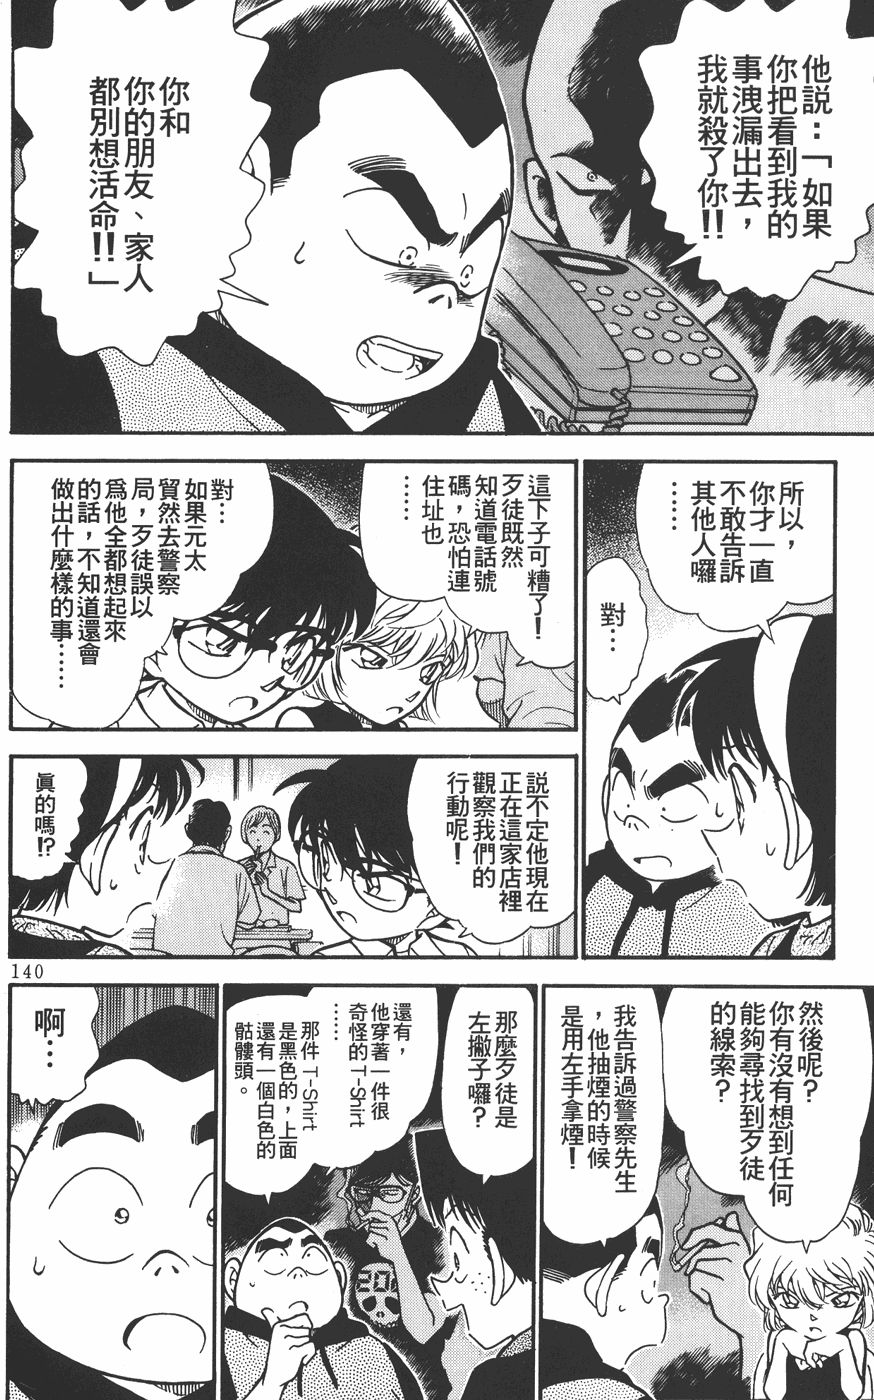 他說：「如果
你把看到我的
事洩漏出去，
我就殺了你!!
你和
你的朋友、家人
都別想活命!!」
所以，
你才一直
不敢告訴
其他人囉
……
對…
這下子可糟了！
歹徒既然
知道電話號
碼，恐怕連
住址也
……
對…
如果元太
貿然去警察
局，歹徒誤以
為他全都想起來
的話，不知道還會
做出什麼樣的事……
說不定他現在
正在這家店裡
觀察我們的
行動呢！
真的嗎!?
140
然後呢？
你有沒有想到任何
能夠尋找到歹徒
的線索？
我告訴過警察先生
，他抽煙的時候
是用左手拿煙！
那麼歹徒是
左撇子囉？
還有，
他穿著一件很
奇怪的T-Shirt
……
那件T-Shirt
是黑色的，上面
還有一個白色的
骷髏頭。
啊…